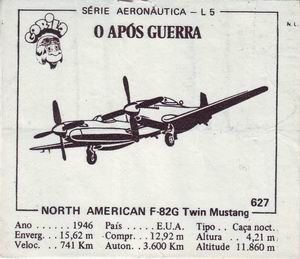 SÉRIE AERONÁUTICA – L 5
N. L.
GORILA
O APÓS GUERRA
627
NORTH AMERICAN F-82G Twin Mustang
Ano ...... 1946 País ..... E.U.A. Tipo .. Caça noct.
Enverg. . 15,62 m Compr. .. 12,92 m Altura .. 4,21 m
Veloc. .. 741 Km Auton. 3.600 Km Altitude 11.860 m